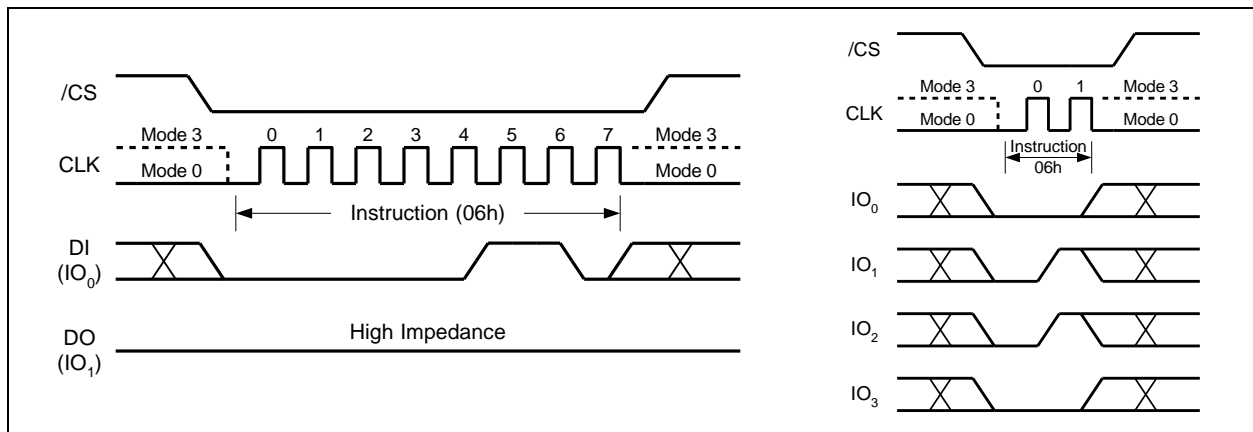 /CS
CLK
Mode 3
Mode 0
0 1 2 3 4 5 6 7
Mode 3
Mode 0
Instruction (06h)
DI
(IO0)
DO
(IO1)
High Impedance
/CS
CLK
Mode 3
Mode 0
0 1
Mode 3
Mode 0
Instruction
06h
IO0
IO1
IO2
IO3